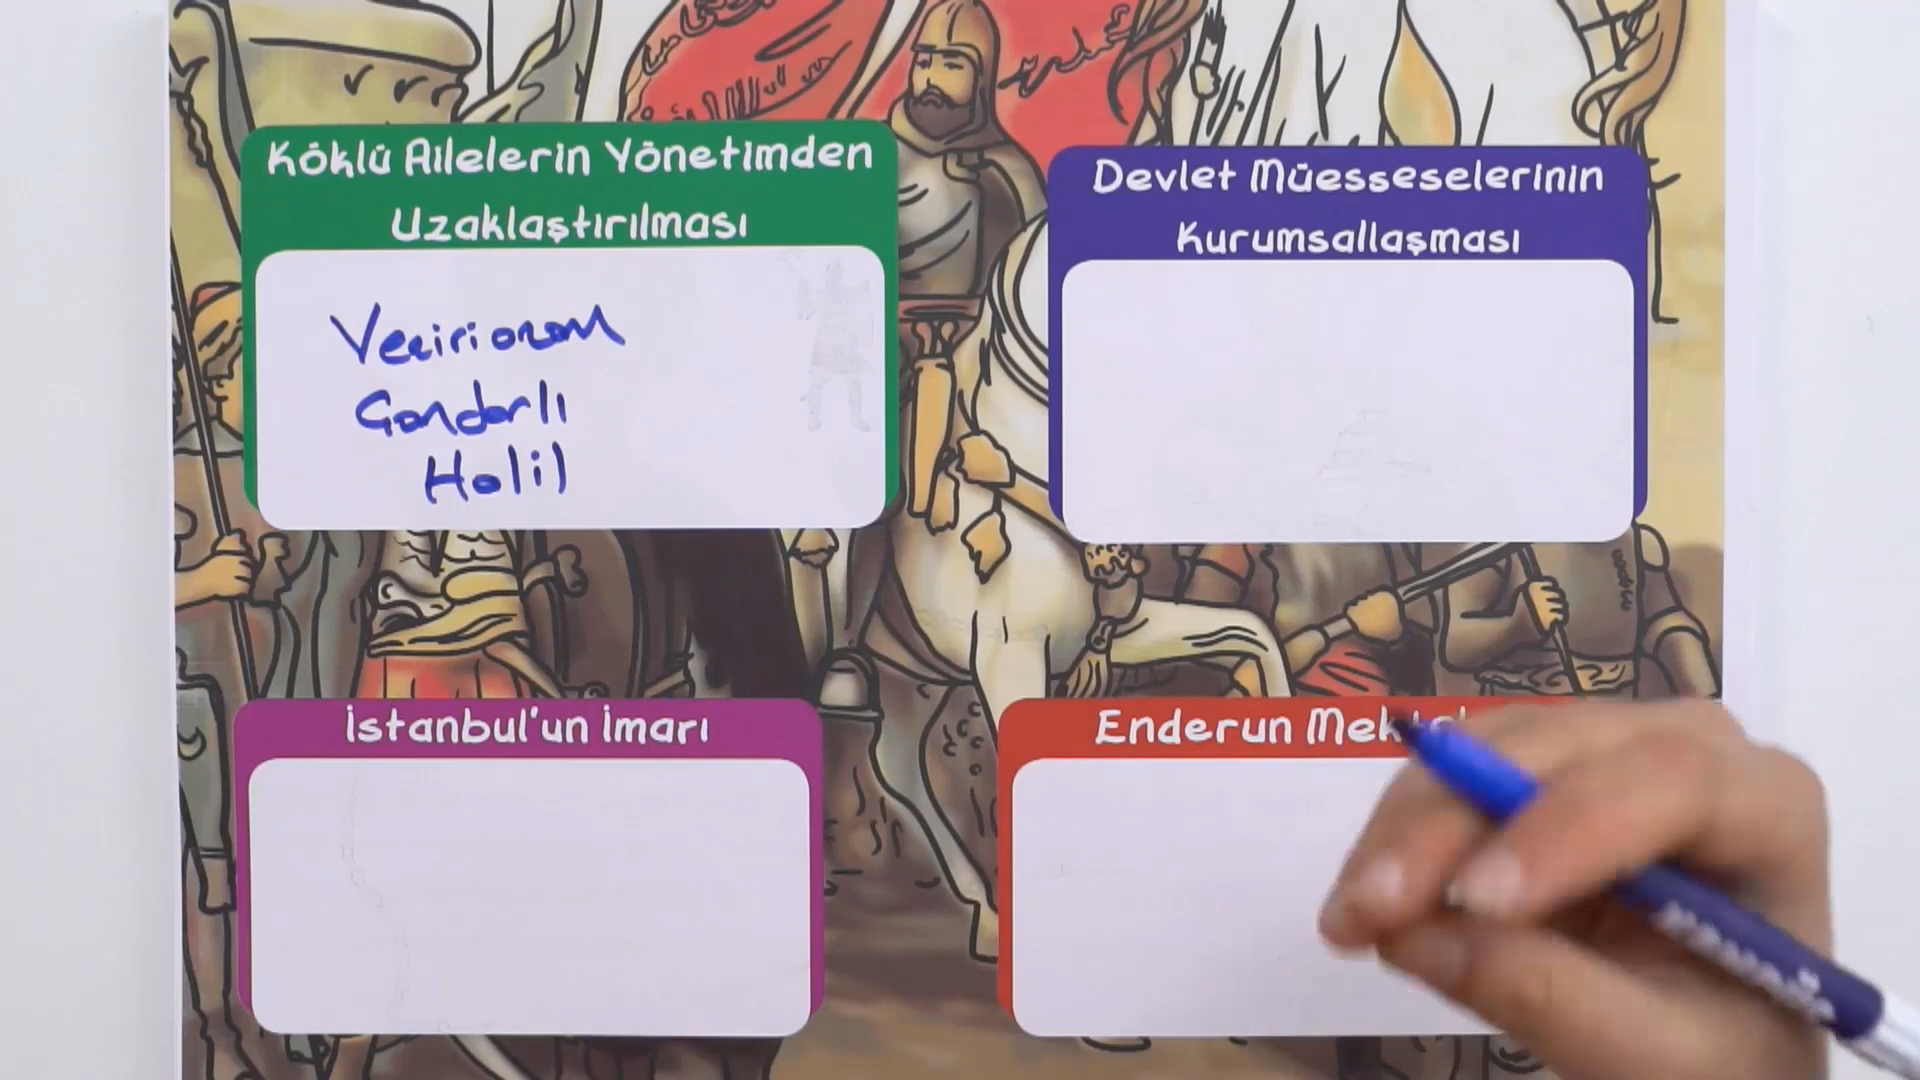 Köklü Ailelerin Yönetimden
Uzaklaştırılması
Veziriazam
Çandarlı
Halil
Devlet Müesseselerinin
Kurumsallaşması
İstanbul'un İmarı
Enderun